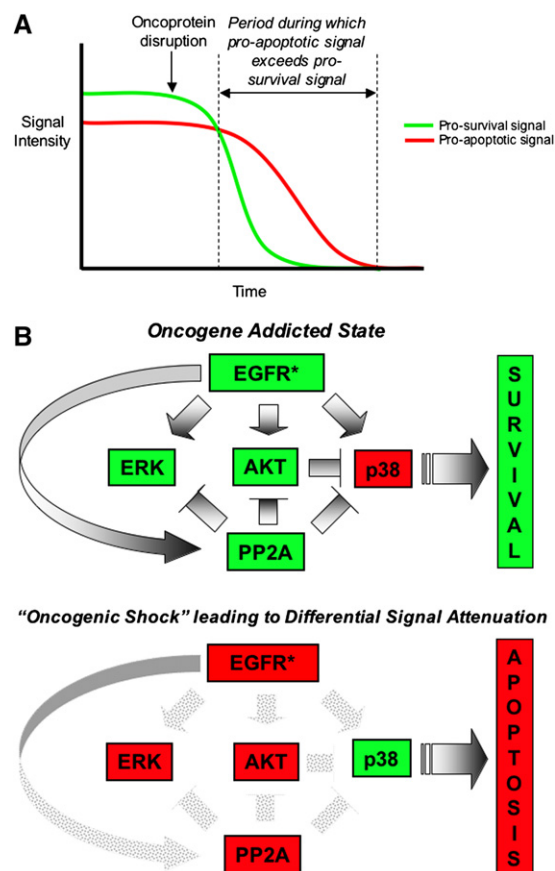 A
Oncoprotein
disruption
Period during which
pro-apoptotic signal
exceeds pro-
survival signal
Signal
Intensity
Pro-survival signal
Pro-apoptotic signal
Time
B
Oncogene Addicted State
EGFR*
ERK
AKT
p38
PP2A
SURVIVAL
"Oncogenic Shock" leading to Differential Signal Attenuation
EGFR*
ERK
AKT
p38
PP2A
APOPTOSIS